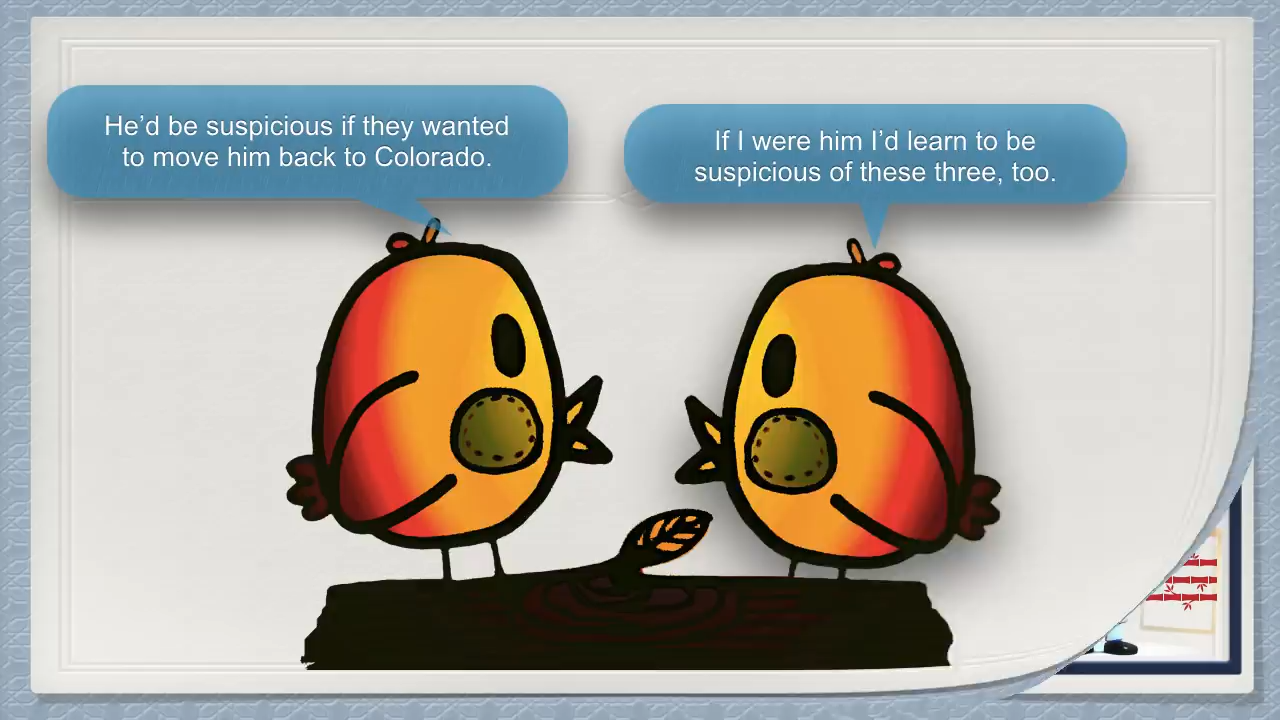 He’d be suspicious if they wanted
to move him back to Colorado.
If I were him I’d learn to be
suspicious of these three, too.